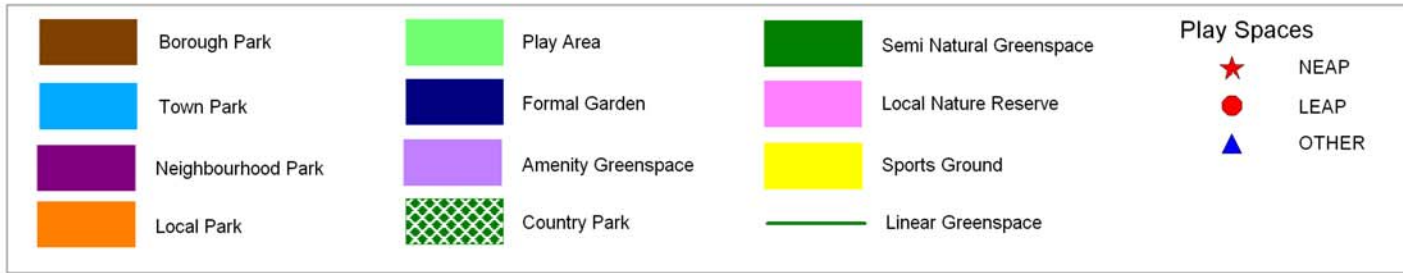 Borough Park
Town Park
Neighbourhood Park
Local Park
Play Area
Formal Garden
Amenity Greenspace
Country Park
Semi Natural Greenspace
Local Nature Reserve
Sports Ground
Linear Greenspace
Play Spaces
NEAP
LEAP
OTHER